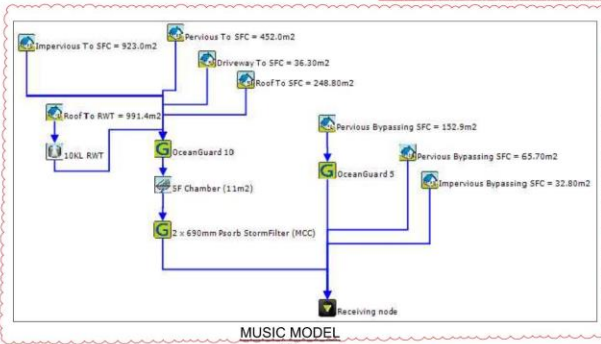 Impervious To SFC = 923.0m2
Pervious To SFC = 452.0m2
Driveway To SFC = 36.30m2
Roof To SFC = 248.80m2
Roof To RWT = 991.4m2
10KL RWT
OceanGuard 10
SF Chamber (11m2)
2 x 690mm Psorb StormFilter (MCC)
Pervious Bypassing SFC = 152.9m2
Pervious Bypassing SFC = 65.70m2
Impervious Bypassing SFC = 32.80m2
OceanGuard 5
Receiving node
MUSIC MODEL